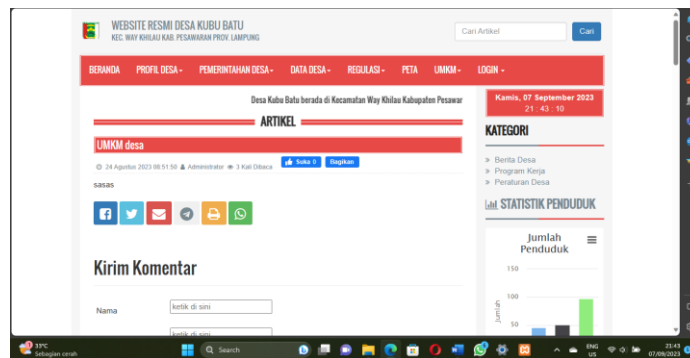 WEBSITE RESMI DESA KUBU BATU
KEC. WAY KHILAU KAB. PESAWARAN PROV. LAMPUNG
Cari Artikel
Cari
BERANDA PROFIL DESA PEMERINTAHAN DESA DATA DESA REGULASI PETA UMKM LOGIN
Desa Kubu Batu berada di Kecamatan Way Khilau Kabupaten Pesawar
Kamis, 07 September 2023
21 : 43 : 10
ARTIKEL
KATEGORI
UMKM desa
24 Agustus 2023 08:51:58 Administrator 3 Kali Dibaca
Suka 0
Bagikan
Berita Desa
Program Kerja
Peraturan Desa
sasas
STATISTIK PENDUDUK
Jumlah
Penduduk
150
100
50
Jumlah
Kirim Komentar
Nama
ketik di sini
ketik di sini
33°C
Sebagian cerah
Search
ENG
US
21:43
07/09/2023